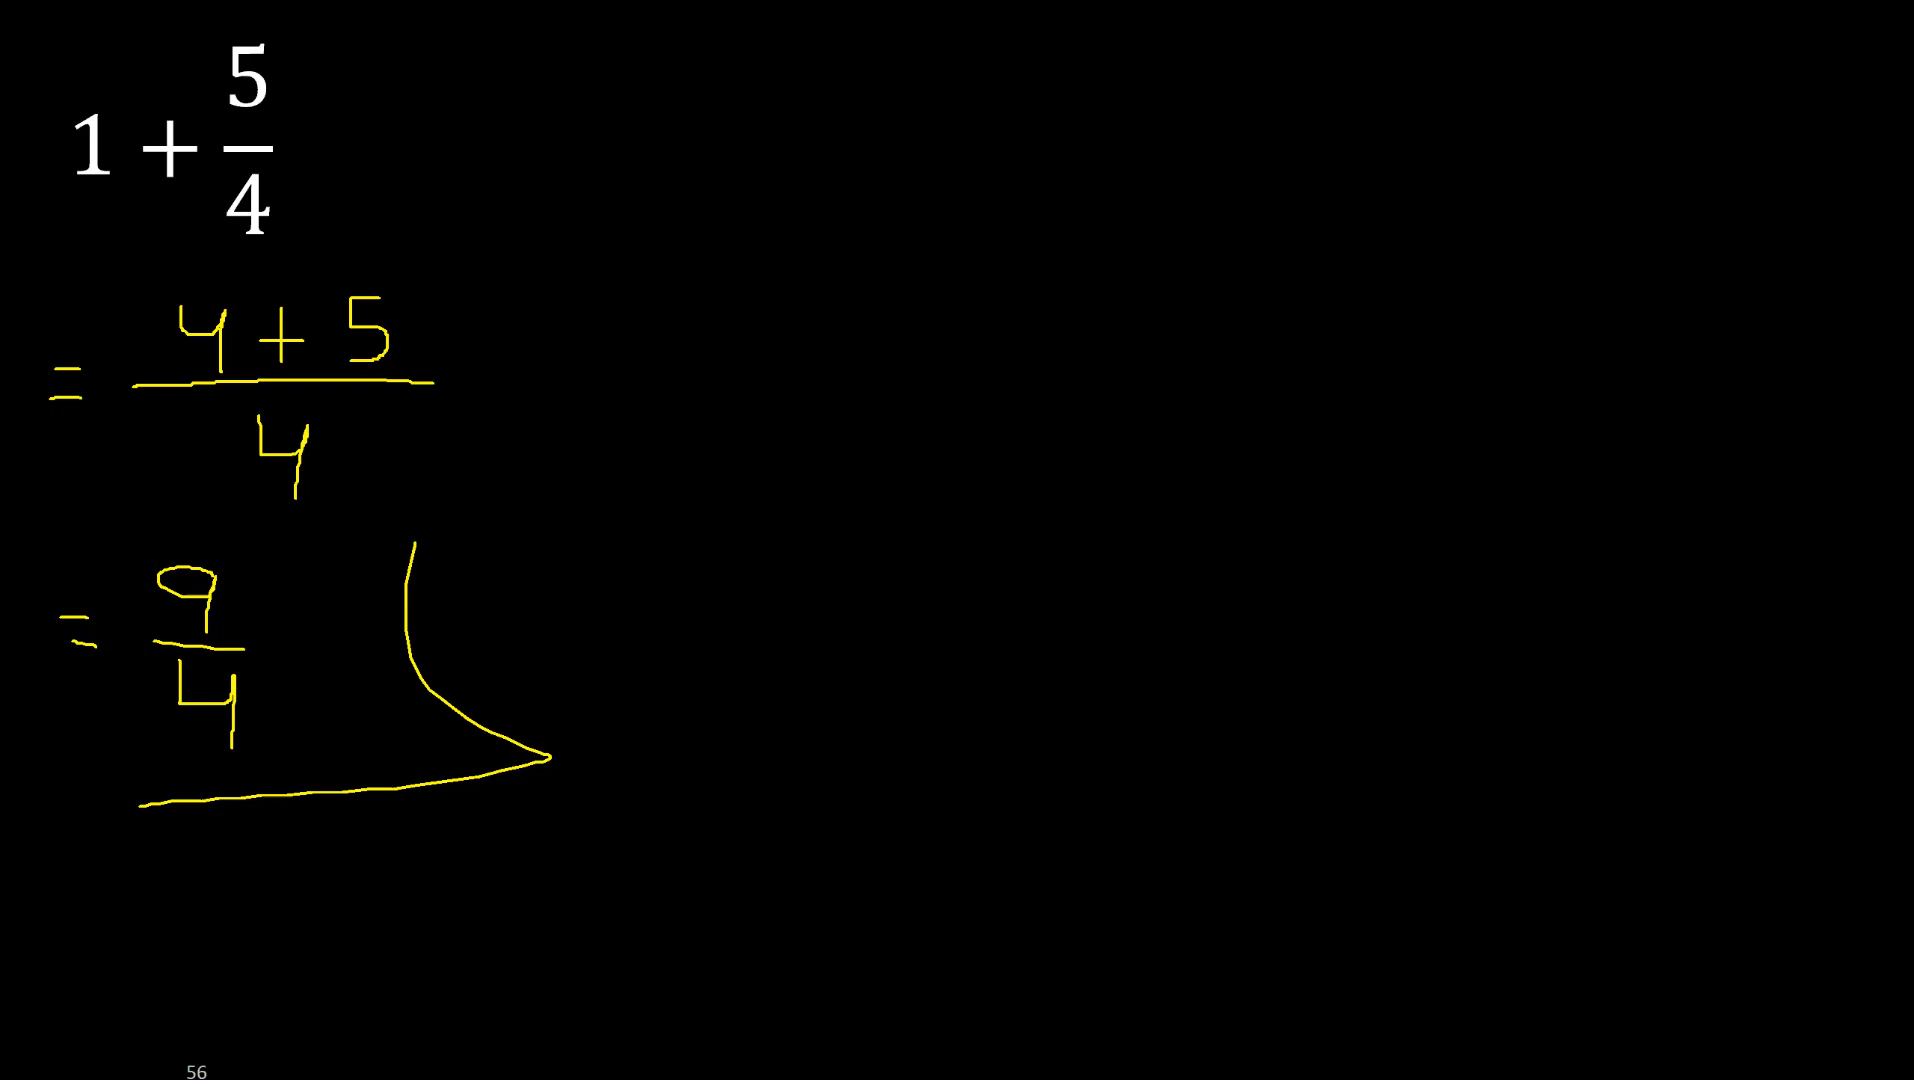 1 + 5/4
= (4 + 5)/4
= 9/4
56